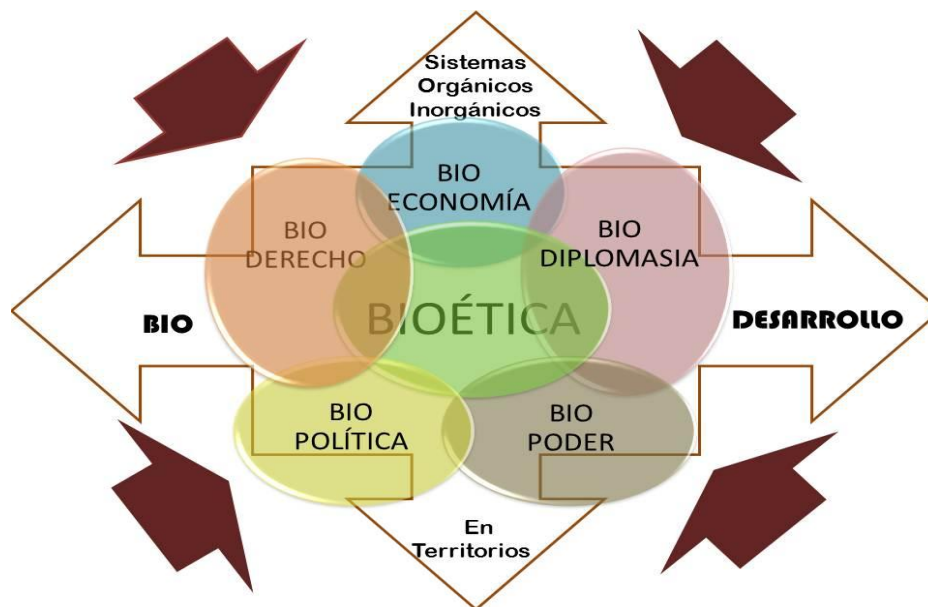 Sistemas
Orgánicos
Inorgánicos
BIO
ECONOMÍA
BIO
DERECHO
BIO
DIPLOMASIA
BIO
BIOÉTICA
DESARROLLO
BIO
POLÍTICA
BIO
PODER
En
Territorios